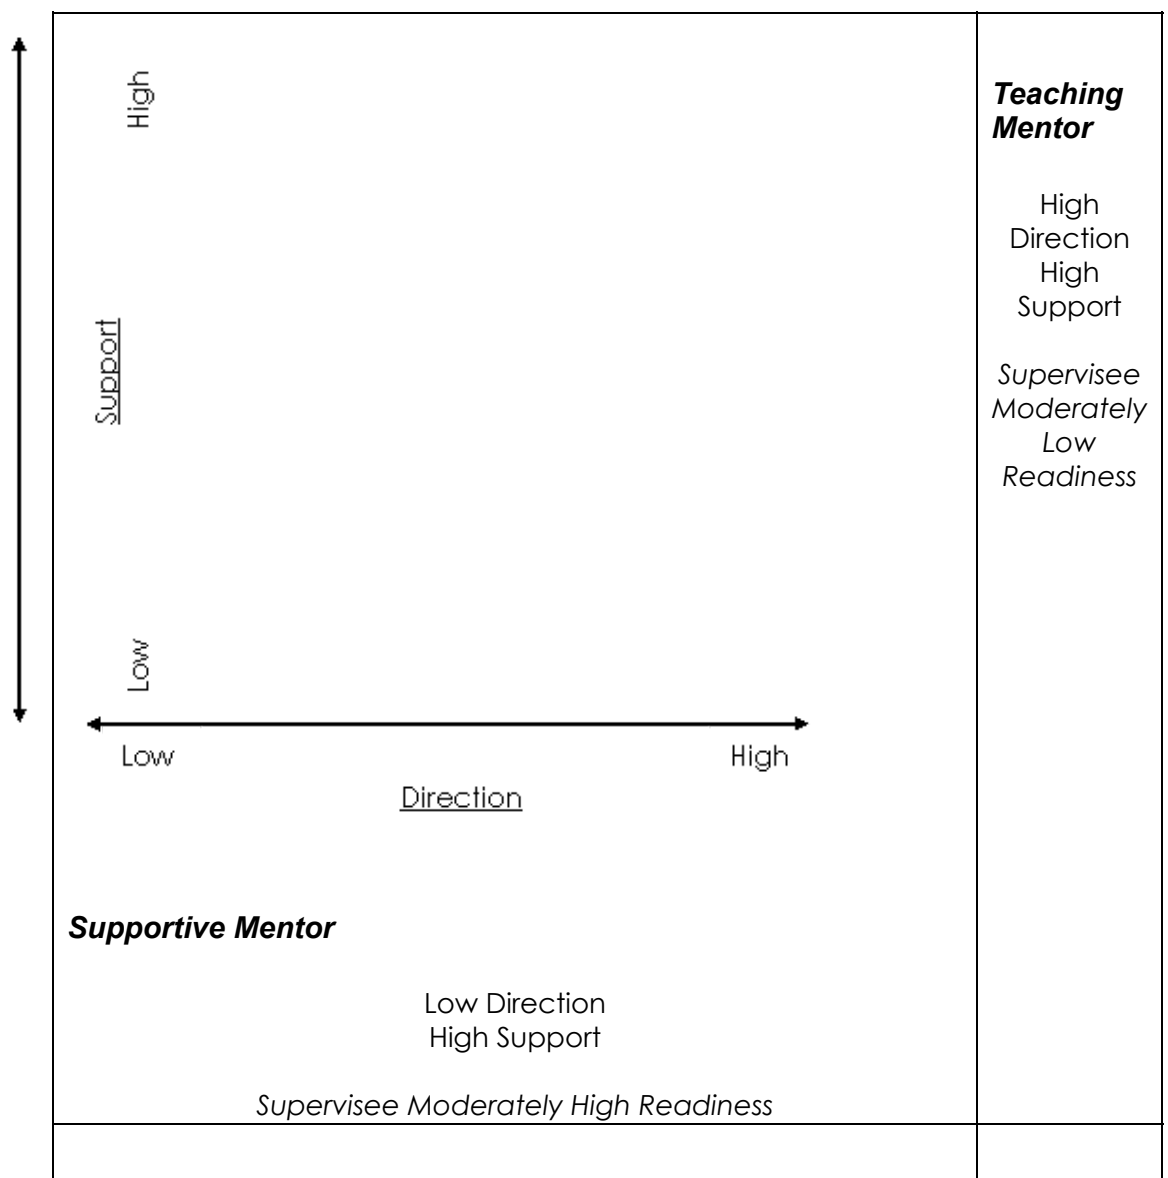 High
Support
Low
Low
High
Direction
Supportive Mentor
Low Direction
High Support
Supervisee Moderately High Readiness
Teaching
Mentor
High
Direction
High
Support
Supervisee
Moderately
Low
Readiness